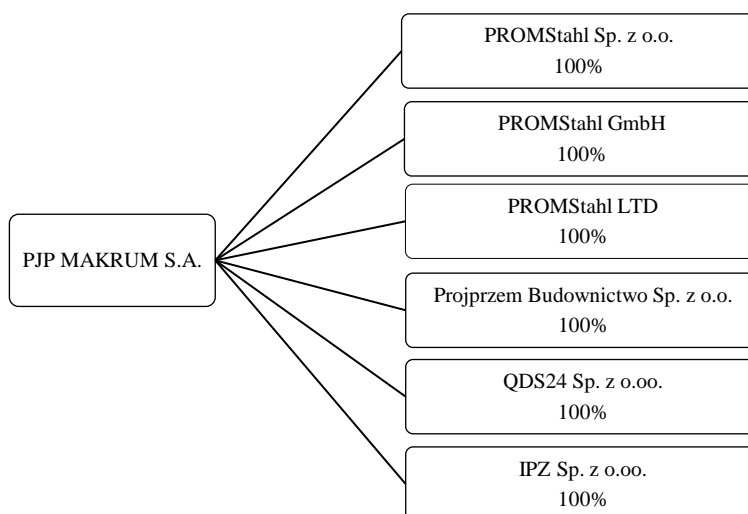 PROMStahl Sp. z o.o.
100%
PROMStahl GmbH
100%
PROMStahl LTD
100%
PJP MAKRUM S.A.
Projprzem Budownictwo Sp. z o.o.
100%
QDS24 Sp. z o.oo.
100%
IPZ Sp. z o.oo.
100%